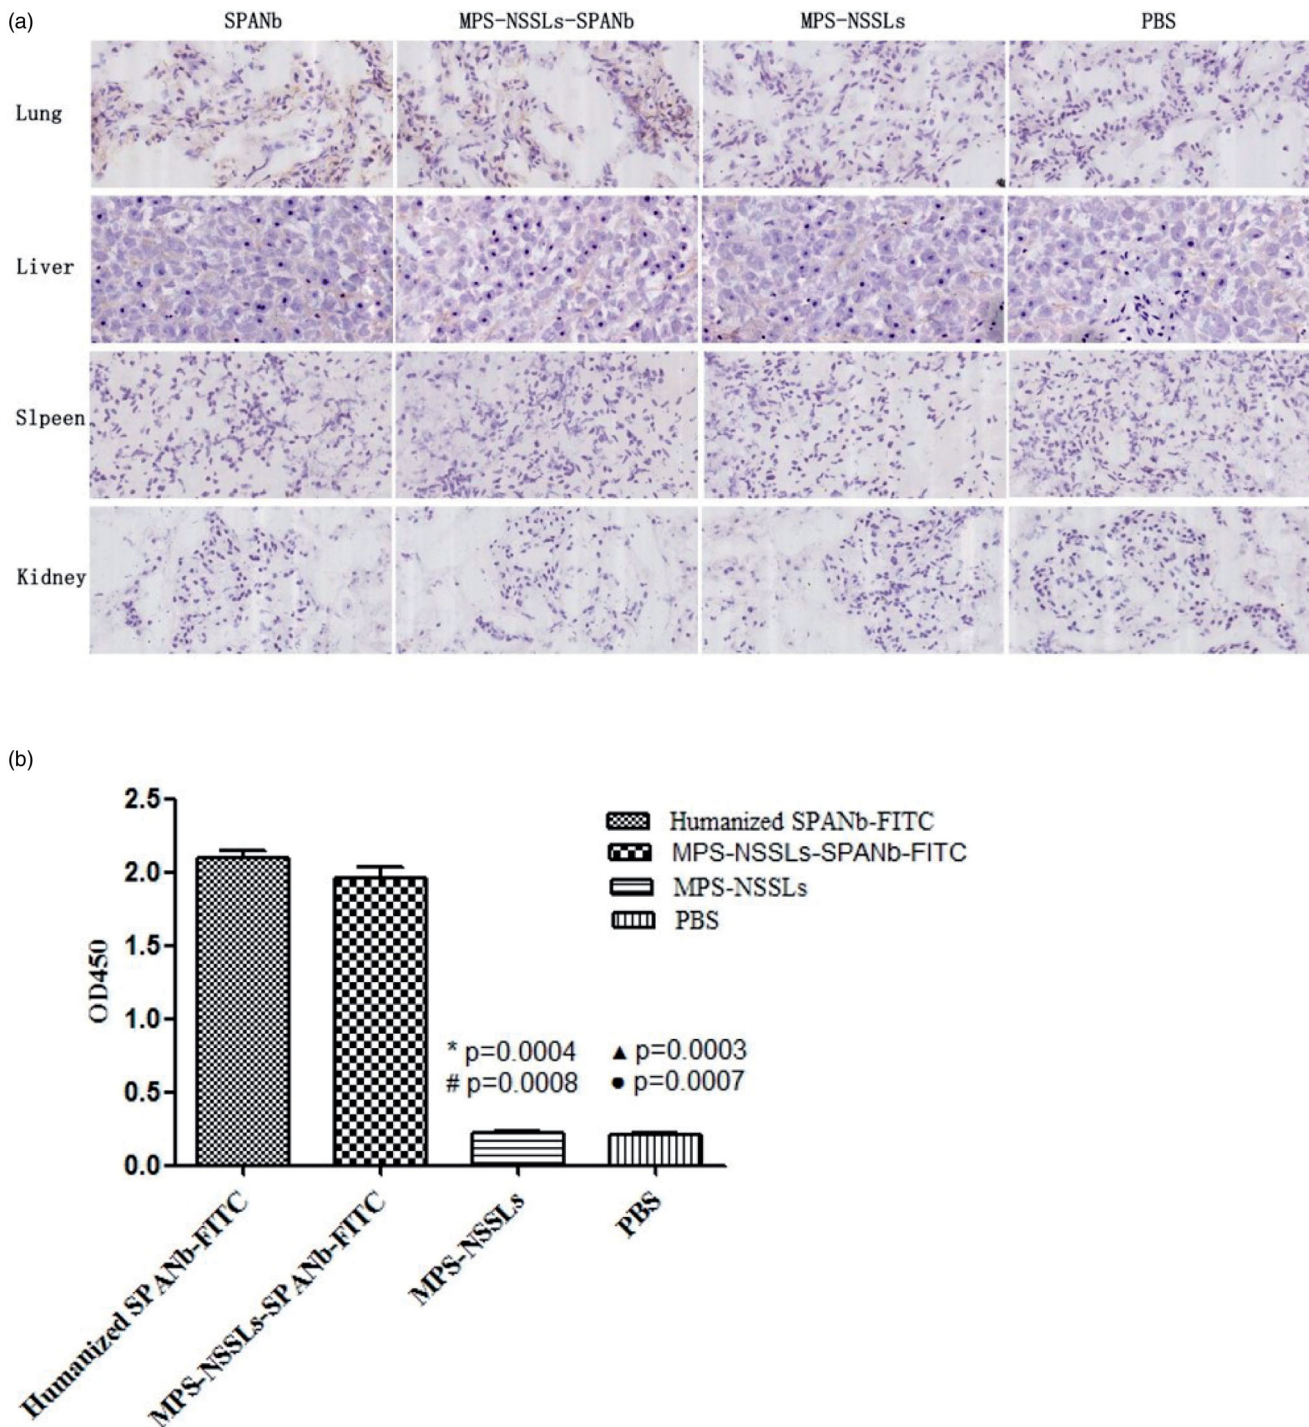 (a)
SPANb MPS-NSSLs-SPANb MPS-NSSLs PBS
Lung
Liver
Slpeen
Kidney
(b)
2.5
2.0
1.5
1.0
0.5
0.0
OD450
Humanized SPANb-FITC
MPS-NSSLs-SPANb-FITC
MPS-NSSLs
PBS
* p=0.0004 ▲ p=0.0003
# p=0.0008 ● p=0.0007
Humanized SPANb-FITC
MPS-NSSLs-SPANb-FITC
MPS-NSSLs
PBS